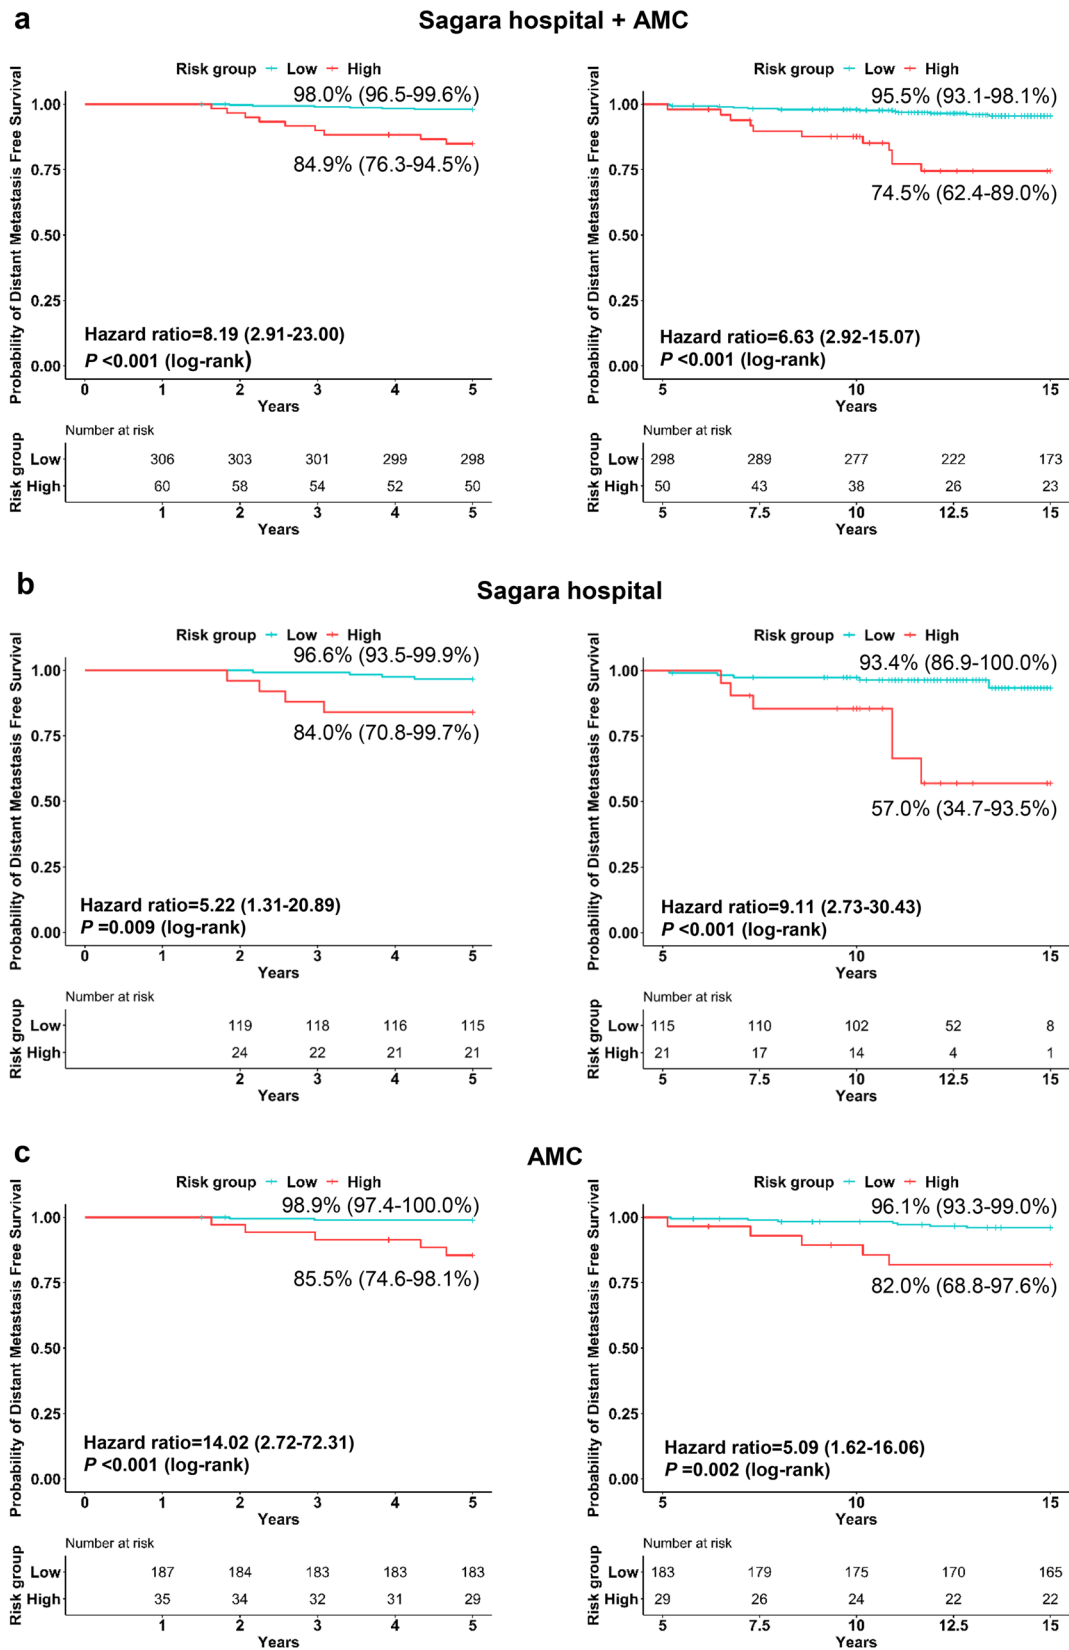 a
Sagara hospital + AMC
Risk group Low High
98.0% (96.5-99.6%)
84.9% (76.3-94.5%)
Probability of Distant Metastasis Free Survival
1.00
0.75
0.50
0.25
0.00
Hazard ratio=8.19 (2.91-23.00)
P <0.001 (log-rank)
0 1 2 3 4 5
Years
Number at risk
Risk group
Low 306 303 301 299 298
High 60 58 54 52 50
1 2 3 4 5
Years
Risk group Low High
95.5% (93.1-98.1%)
74.5% (62.4-89.0%)
Probability of Distant Metastasis Free Survival
1.00
0.75
0.50
0.25
0.00
Hazard ratio=6.63 (2.92-15.07)
P <0.001 (log-rank)
5 10 15
Years
Number at risk
Risk group
Low 298 289 277 222 173
High 50 43 38 26 23
5 7.5 10 12.5 15
Years
b
Sagara hospital
Risk group Low High
96.6% (93.5-99.9%)
84.0% (70.8-99.7%)
Probability of Distant Metastasis Free Survival
1.00
0.75
0.50
0.25
0.00
Hazard ratio=5.22 (1.31-20.89)
P =0.009 (log-rank)
0 1 2 3 4 5
Years
Number at risk
Risk group
Low 119 118 116 115
High 24 22 21 21
2 3 4 5
Years
Risk group Low High
93.4% (86.9-100.0%)
57.0% (34.7-93.5%)
Probability of Distant Metastasis Free Survival
1.00
0.75
0.50
0.25
0.00
Hazard ratio=9.11 (2.73-30.43)
P <0.001 (log-rank)
5 10 15
Years
Number at risk
Risk group
Low 115 110 102 52 8
High 21 17 14 4 1
5 7.5 10 12.5 15
Years
c
AMC
Risk group Low High
98.9% (97.4-100.0%)
85.5% (74.6-98.1%)
Probability of Distant Metastasis Free Survival
1.00
0.75
0.50
0.25
0.00
Hazard ratio=14.02 (2.72-72.31)
P <0.001 (log-rank)
0 1 2 3 4 5
Years
Number at risk
Risk group
Low 187 184 183 183 183
High 35 34 32 31 29
1 2 3 4 5
Years
Risk group Low High
96.1% (93.3-99.0%)
82.0% (68.8-97.6%)
Probability of Distant Metastasis Free Survival
1.00
0.75
0.50
0.25
0.00
Hazard ratio=5.09 (1.62-16.06)
P =0.002 (log-rank)
5 10 15
Years
Number at risk
Risk group
Low 183 179 175 170 165
High 29 26 24 22 22
5 7.5 10 12.5 15
Years